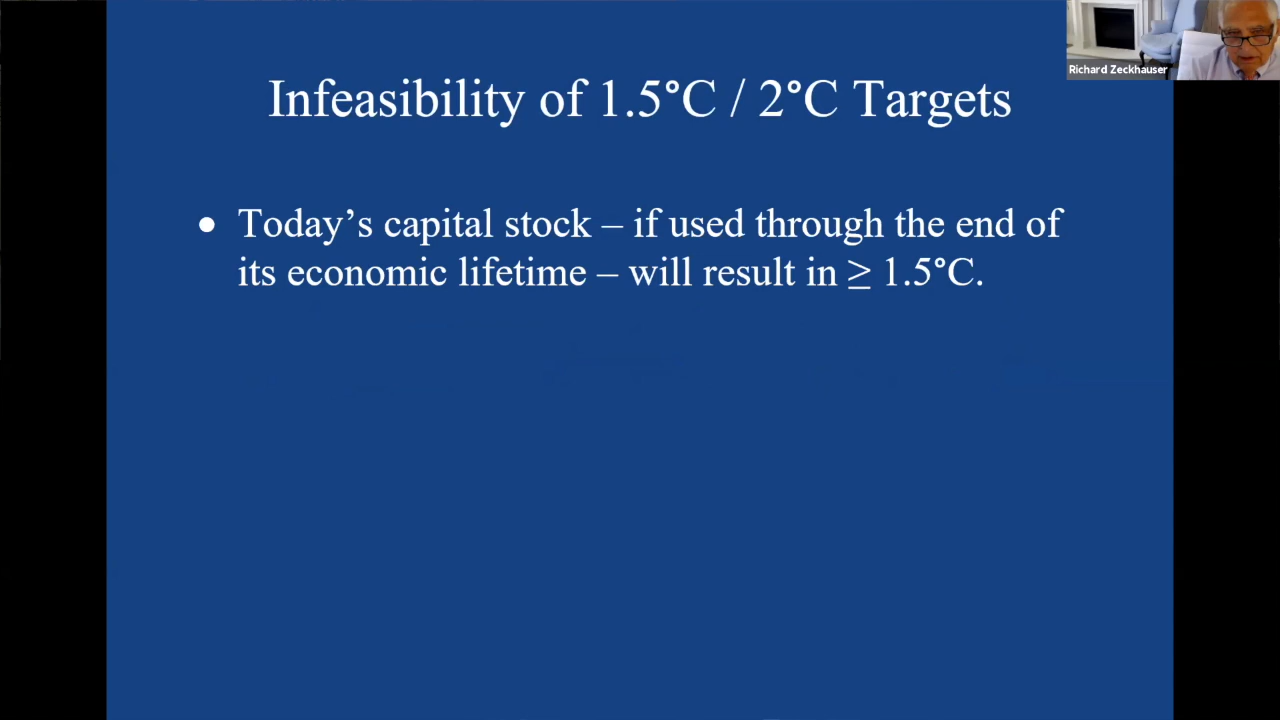 Richard Zeckhauser
Infeasibility of 1.5°C / 2°C Targets
• Today’s capital stock – if used through the end of
its economic lifetime – will result in ≥ 1.5°C.